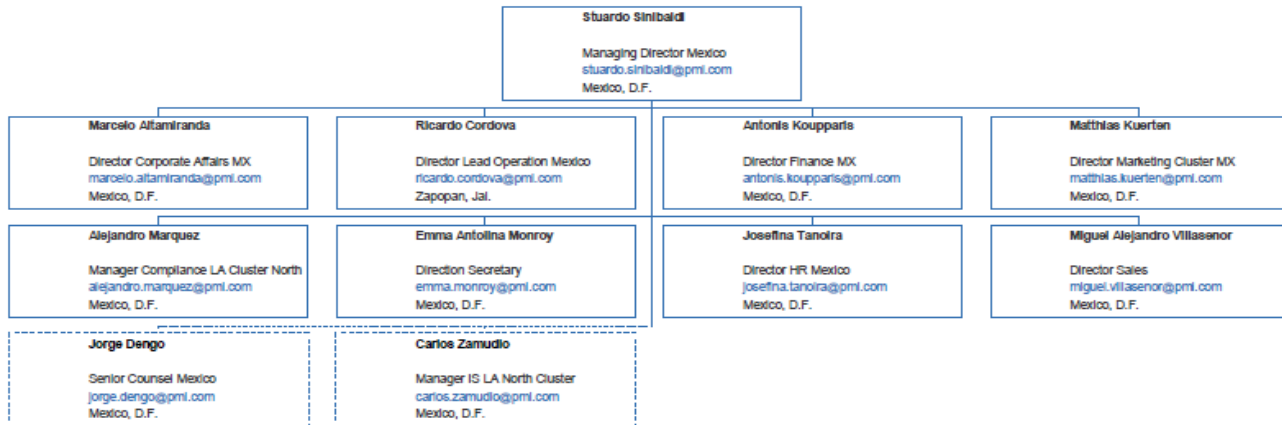 Stuardo Sinibaldi
Managing Director Mexico
stuardo.sinibaldi@pmi.com
Mexico, D.F.
Marcelo Altamiranda
Director Corporate Affairs MX
marcelo.altamiranda@pmi.com
Mexico, D.F.
Ricardo Cordova
Director Lead Operation Mexico
ricardo.cordova@pmi.com
Zapopan, Jal.
Antonis Koupparis
Director Finance MX
antonis.koupparis@pmi.com
Mexico, D.F.
Matthias Kuerten
Director Marketing Cluster MX
matthias.kuerten@pmi.com
Mexico, D.F.
Alejandro Marquez
Manager Compliance LA Cluster North
alejandro.marquez@pmi.com
Mexico, D.F.
Emma Antolina Monroy
Direction Secretary
emma.monroy@pmi.com
Mexico, D.F.
Josefina Tanoira
Director HR Mexico
josefina.tanoira@pmi.com
Mexico, D.F.
Miguel Alejandro Villasenor
Director Sales
miguel.villasenor@pmi.com
Mexico, D.F.
Jorge Dengo
Senior Counsel Mexico
jorge.dengo@pmi.com
Mexico, D.F.
Carlos Zamudio
Manager IS LA North Cluster
carlos.zamudio@pmi.com
Mexico, D.F.